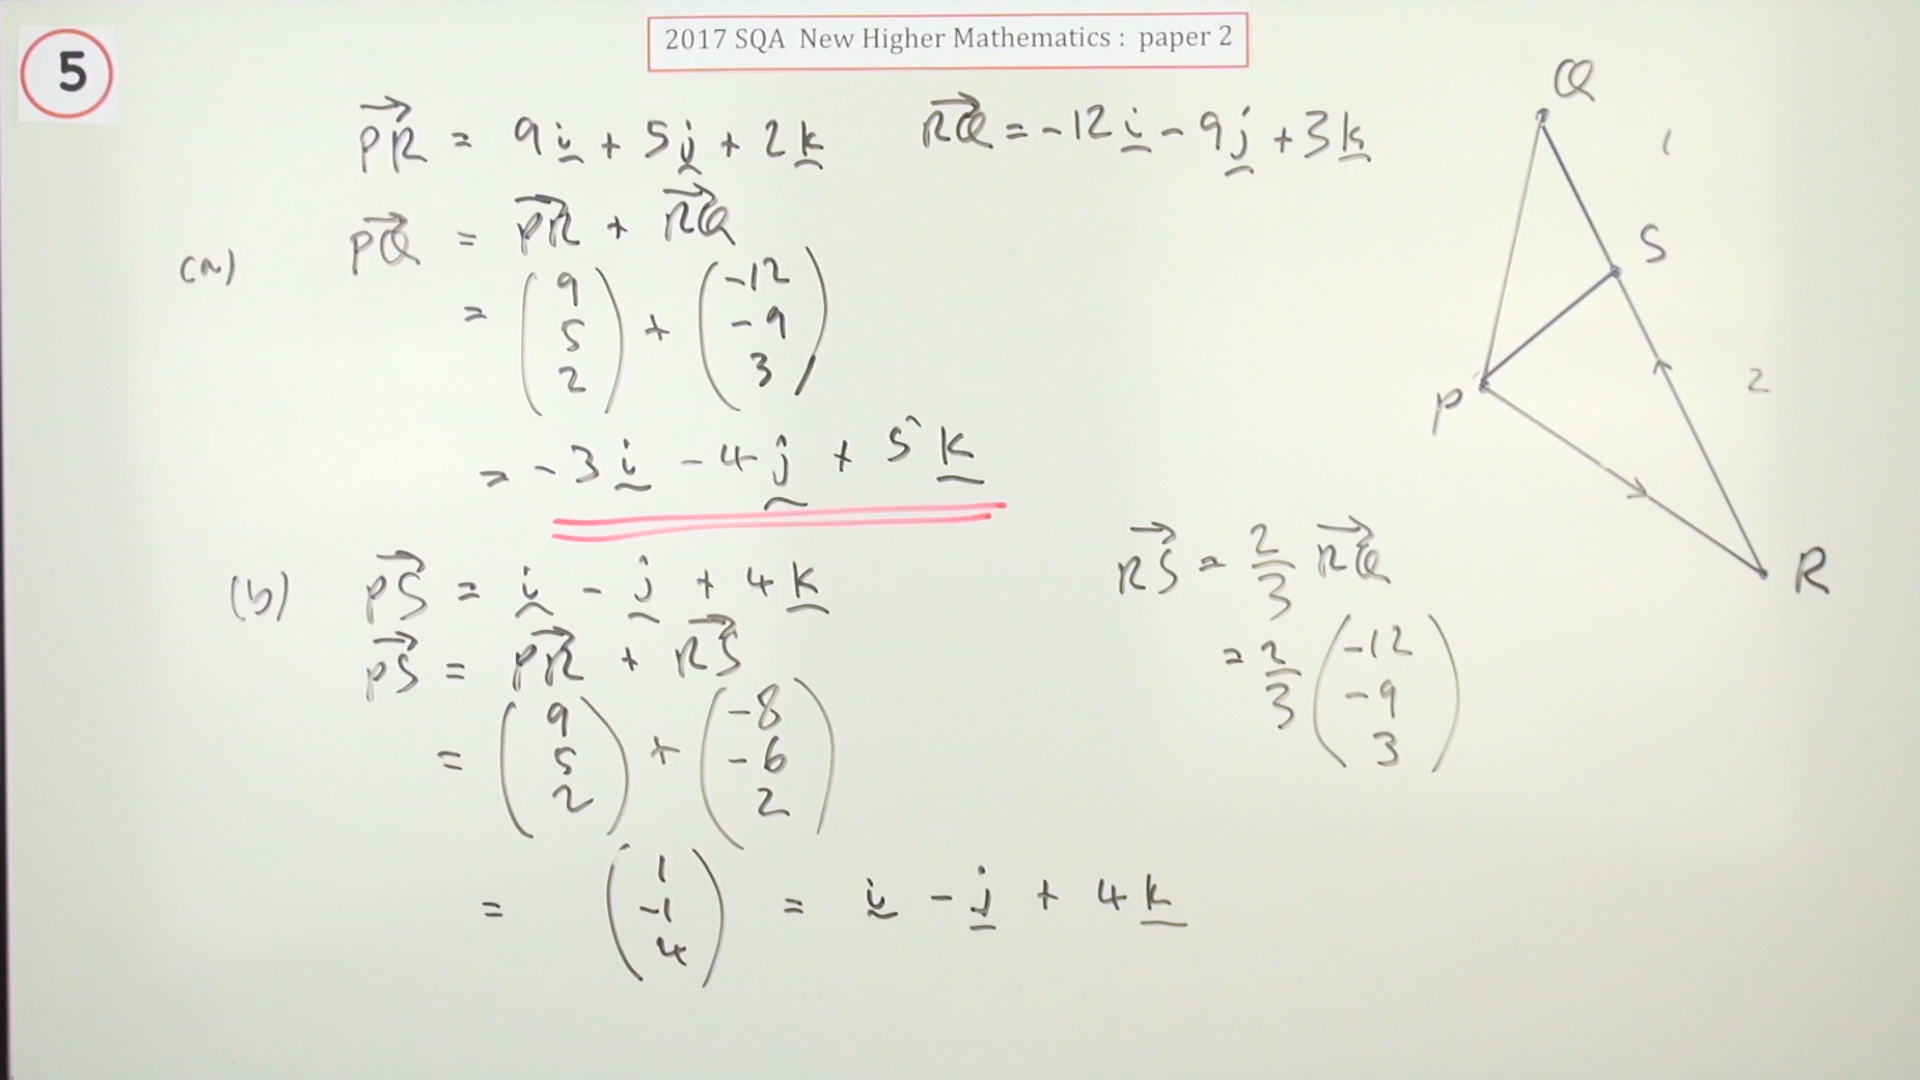 5
2017 SQA New Higher Mathematics : paper 2
PR = 9i + 5j + 2k
RQ = -12i - 9j + 3k
(a) PQ = PR + RQ
= (9 5 2) + (-12 -9 3)
= -3i - 4j + 5k
(b) PS = i - j + 4k
PS = PR + RS
= (9 5 2) + (-8 -6 2)
= (1 -1 4) = i - j + 4k
RS = 2/3 RQ
= 2/3 (-12 -9 3)
Q
1
S
2
P
R